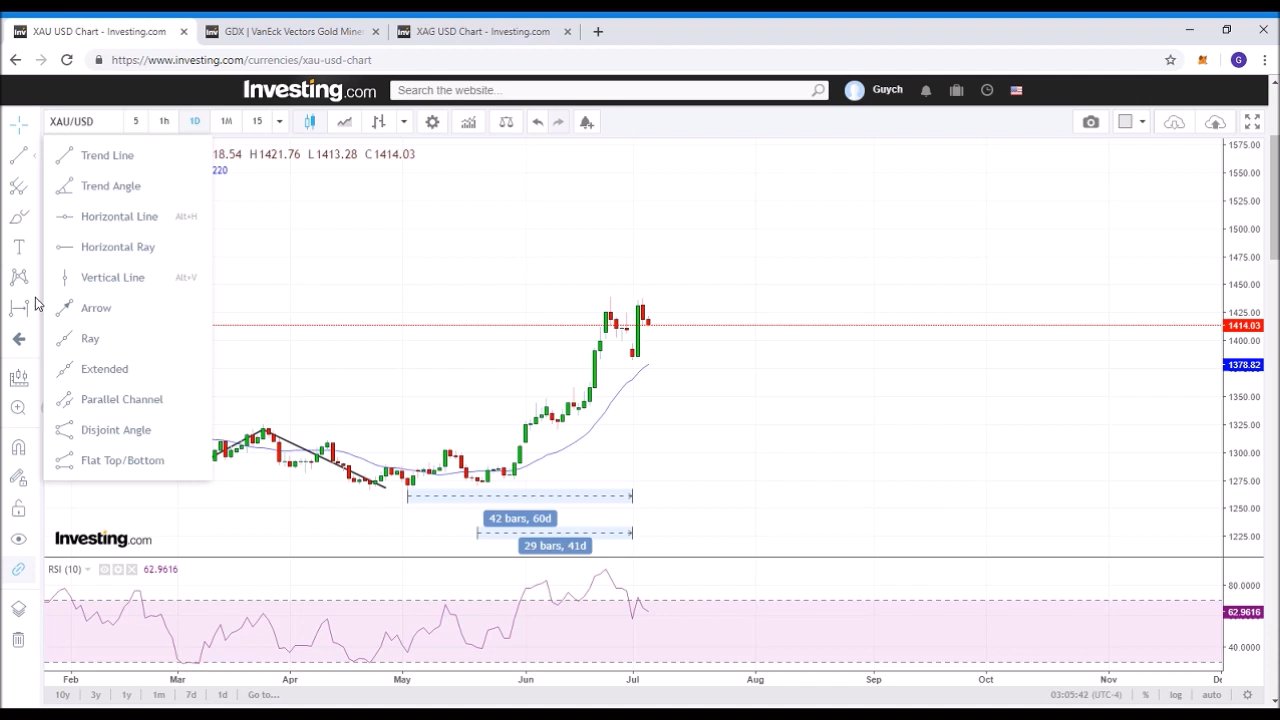 XAU USD Chart - Investing.com
GDX | VanEck Vectors Gold Mine
XAG USD Chart - Investing.com
https://www.investing.com/currencies/xau-usd-chart
G
Investing.com
Search the website...
Guych
XAU/USD 5 1h 1D 1M 15
18.54 H1421.76 L1413.28 C1414.03
220
Trend Line
Trend Angle
Horizontal Line Alt+H
Horizontal Ray
Vertical Line Alt+V
Arrow
Ray
Extended
Parallel Channel
Disjoint Angle
Flat Top/Bottom
1575.00
1550.00
1525.00
1500.00
1475.00
1450.00
1425.00
1414.03
1400.00
1378.82
1350.00
1325.00
1300.00
1275.00
1250.00
1225.00
42 bars, 60d
29 bars, 41d
Investing.com
RSI (10) 62.9616
80.0000
62.9616
40.0000
Feb Mar Apr May Jun Jul Aug Sep Oct Nov
10y 3y 1y 1m 7d 1d Go to... 03:05:42 (UTC-4) % log auto